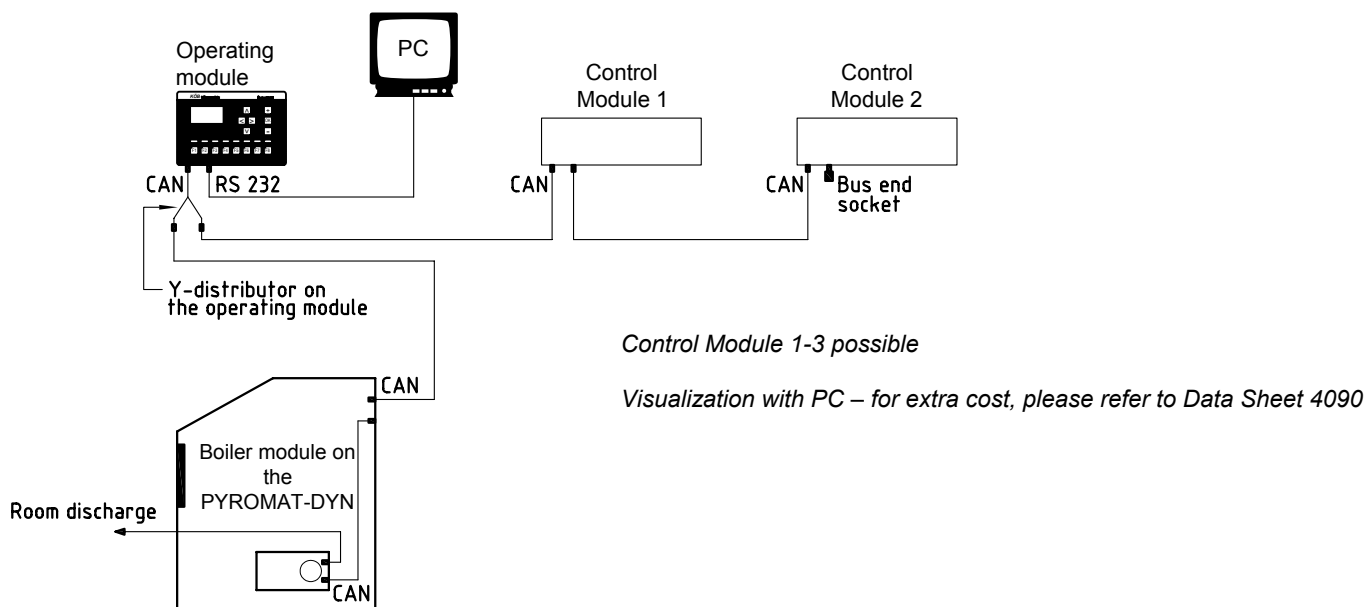 Operating
module
PC
Control
Module 1
Control
Module 2
CAN
RS 232
CAN
CAN
Bus end
socket
Y-distributor on
the operating module
Control Module 1-3 possible
CAN
Visualization with PC – for extra cost, please refer to Data Sheet 4090
Boiler module on
the
PYROMAT-DYN
Room discharge
CAN